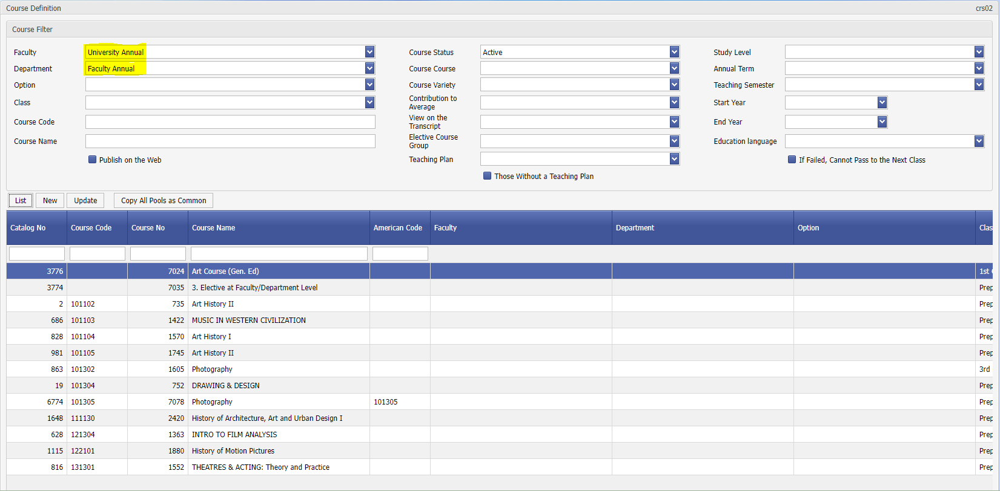 Course Definition crs02
Course Filter
Faculty University Annual Course Status Active Study Level
Department Faculty Annual Course Course Annual Term
Option Course Variety Teaching Semester
Class Contribution to Average Start Year
Course Code View on the Transcript End Year
Course Name Elective Course Group Education language
Publish on the Web Teaching Plan If Failed, Cannot Pass to the Next Class
Those Without a Teaching Plan
List New Update Copy All Pools as Common
Catalog No Course Code Course No Course Name American Code Faculty Department Option Clas
3776 7024 Art Course (Gen. Ed) 1st
3774 7035 3. Elective at Faculty/Department Level Prep
2 101102 735 Art History II Prep
686 101103 1422 MUSIC IN WESTERN CIVILIZATION Prep
828 101104 1570 Art History I Prep
981 101105 1745 Art History II Prep
863 101302 1605 Photography 3rd
19 101304 752 DRAWING & DESIGN Prep
6774 101305 7078 Photography 101305 Prep
1648 111130 2420 History of Architecture, Art and Urban Design I Prep
628 121304 1363 INTRO TO FILM ANALYSIS Prep
1115 122101 1880 History of Motion Pictures Prep
816 131301 1552 THEATRES & ACTING: Theory and Practice Prep